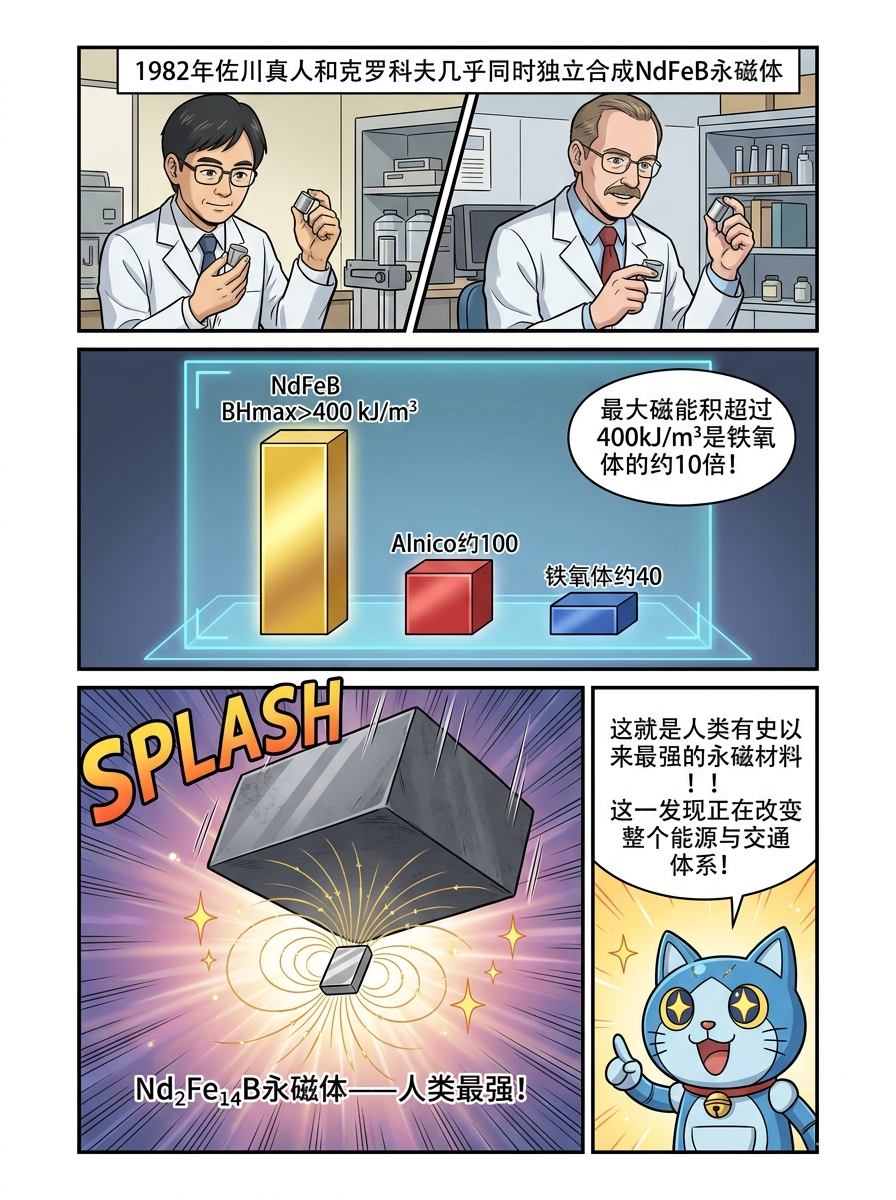 1982年佐川真人和克罗科夫几乎同时独立合成NdFeB永磁体
NdFeB
BHmax>400 kJ/m³
最大磁能积超过
400kJ/m³是铁氧
体的约10倍！
Alnico约100
铁氧体约40
SPLASH
Nd₂Fe₁₄B永磁体——人类最强！
这就是人类有史以
来最强的永磁材料
！！
这一发现正在改变
整个能源与交通
体系！